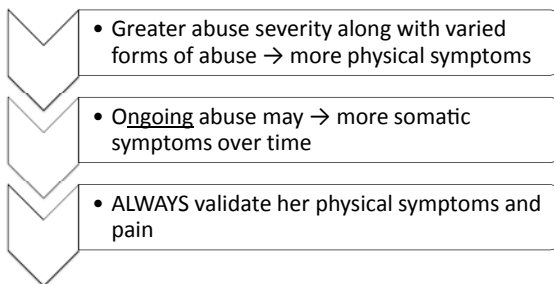 • Greater abuse severity along with varied
forms of abuse → more physical symptoms
• Ongoing abuse may → more somatic
symptoms over time
• ALWAYS validate her physical symptoms and
pain